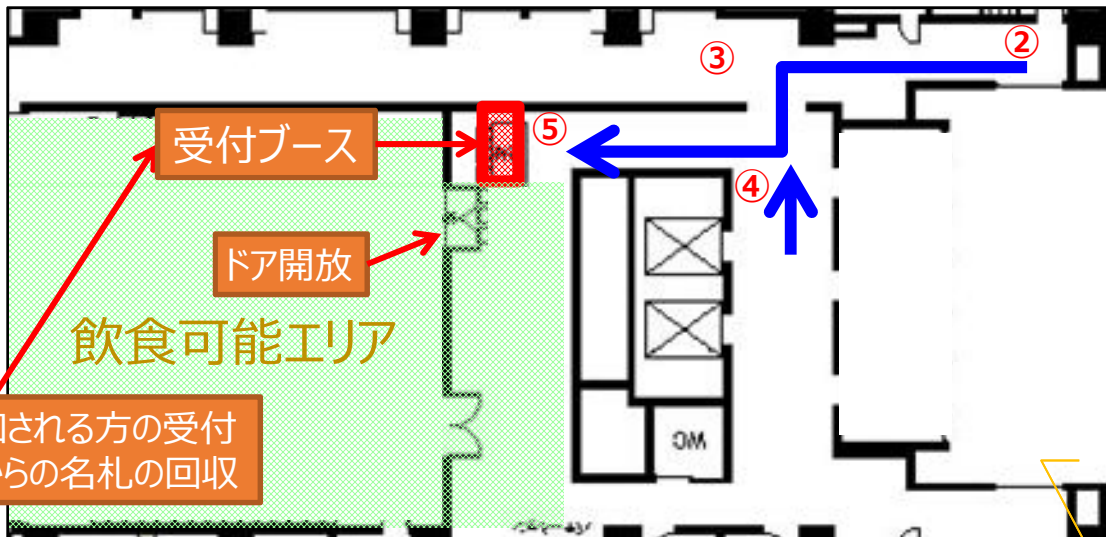 ②
③
受付ブース
⑤
④
ドア開放
飲食可能エリア
される方の受付
らの名札の回収
WC